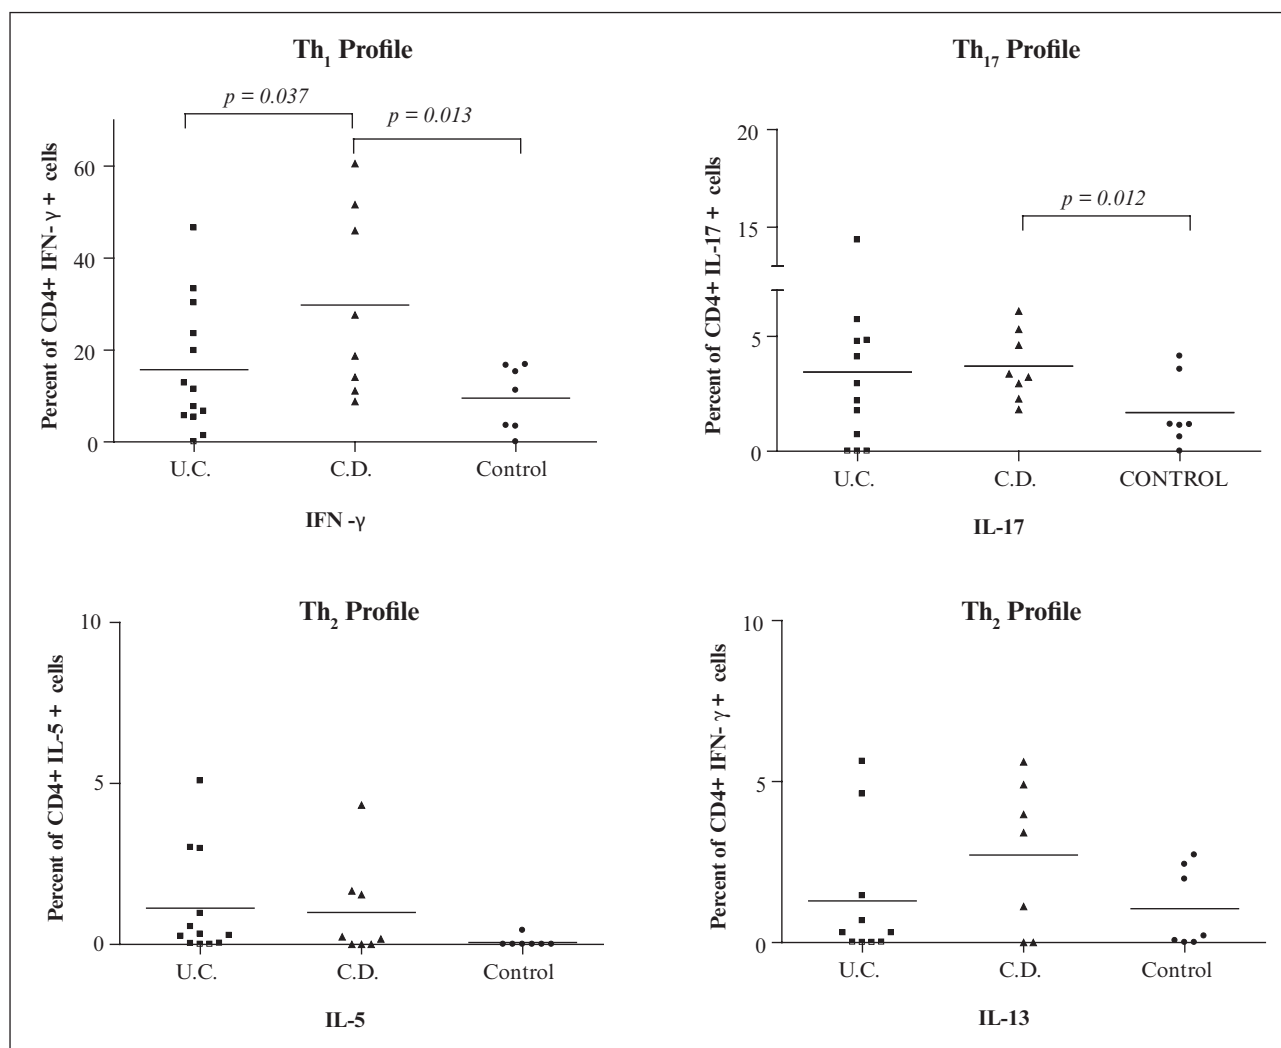 Th1 Profile
p = 0.037
p = 0.013
Percent of CD4+ IFN- γ + cells
60
40
20
0
U.C.
C.D.
Control
IFN -γ
Th17 Profile
p = 0.012
Percent of CD4+ IL-17 + cells
20
15
5
0
U.C.
C.D.
CONTROL
IL-17
Th2 Profile
Percent of CD4+ IL-5 + cells
10
5
0
U.C.
C.D.
Control
IL-5
Th2 Profile
Percent of CD4+ IFN- γ + cells
10
5
0
U.C.
C.D.
Control
IL-13